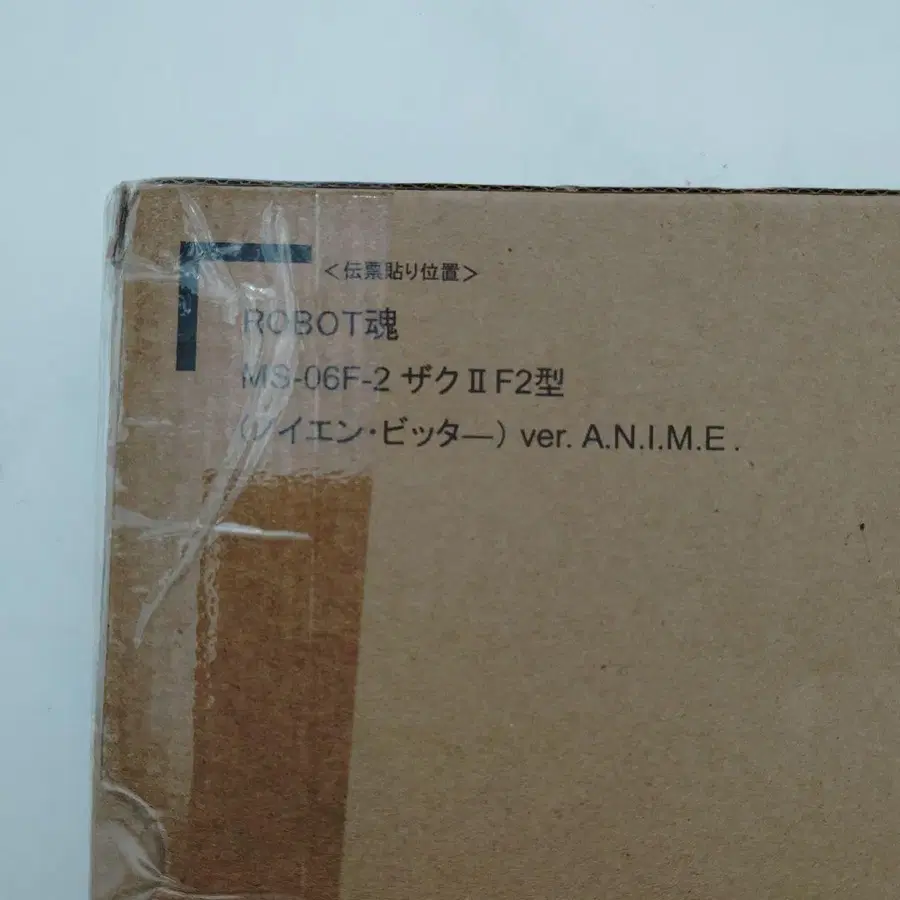 <伝票貼り位置>
ROBOT魂
MS-06F-2 ザクⅡF2型
(ノイエン・ビッター) ver. A.N.I.M.E.